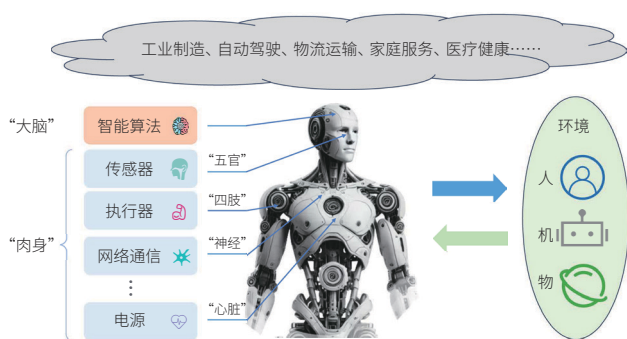 工业制造、自动驾驶、物流运输、家庭服务、医疗健康……
“大脑”
智能算法
“肉身”
传感器
“五官”
执行器
“四肢”
网络通信
“神经”
⋮
电源
“心脏”
环境
人
机
物